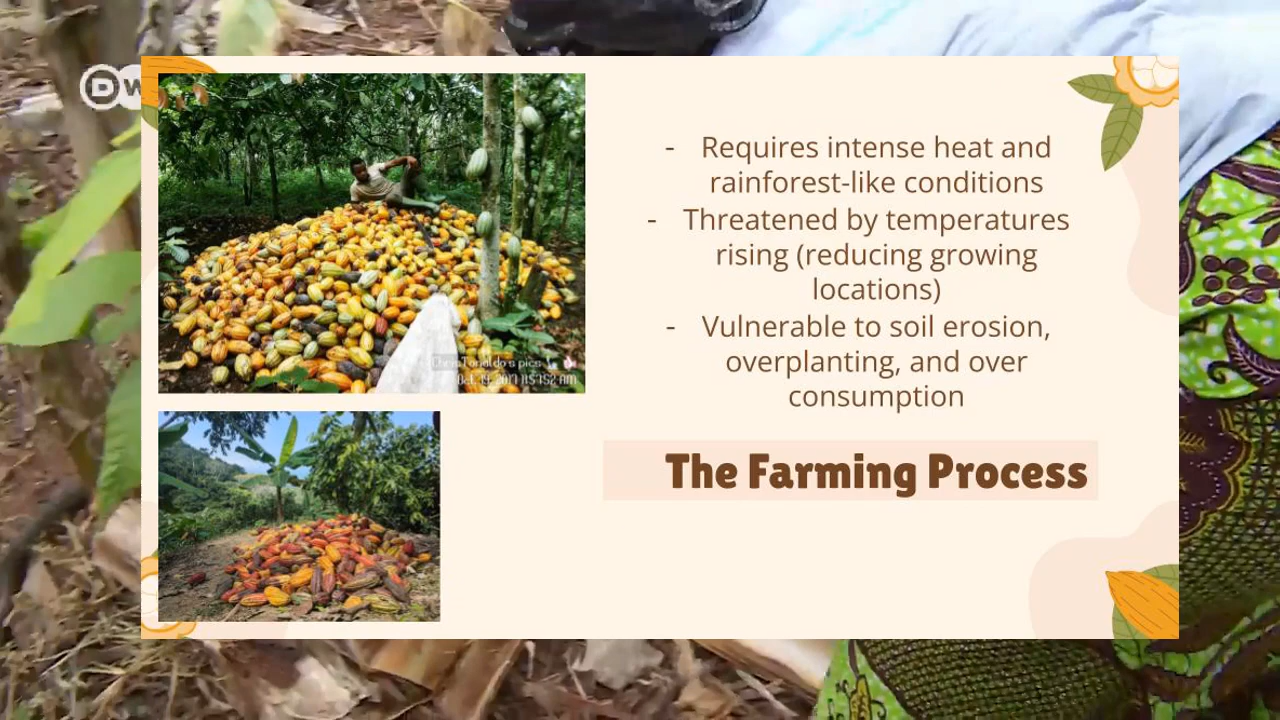 DW
- Requires intense heat and
rainforest-like conditions
- Threatened by temperatures
rising (reducing growing
locations)
- Vulnerable to soil erosion,
overplanting, and over
consumption
The Farming Process